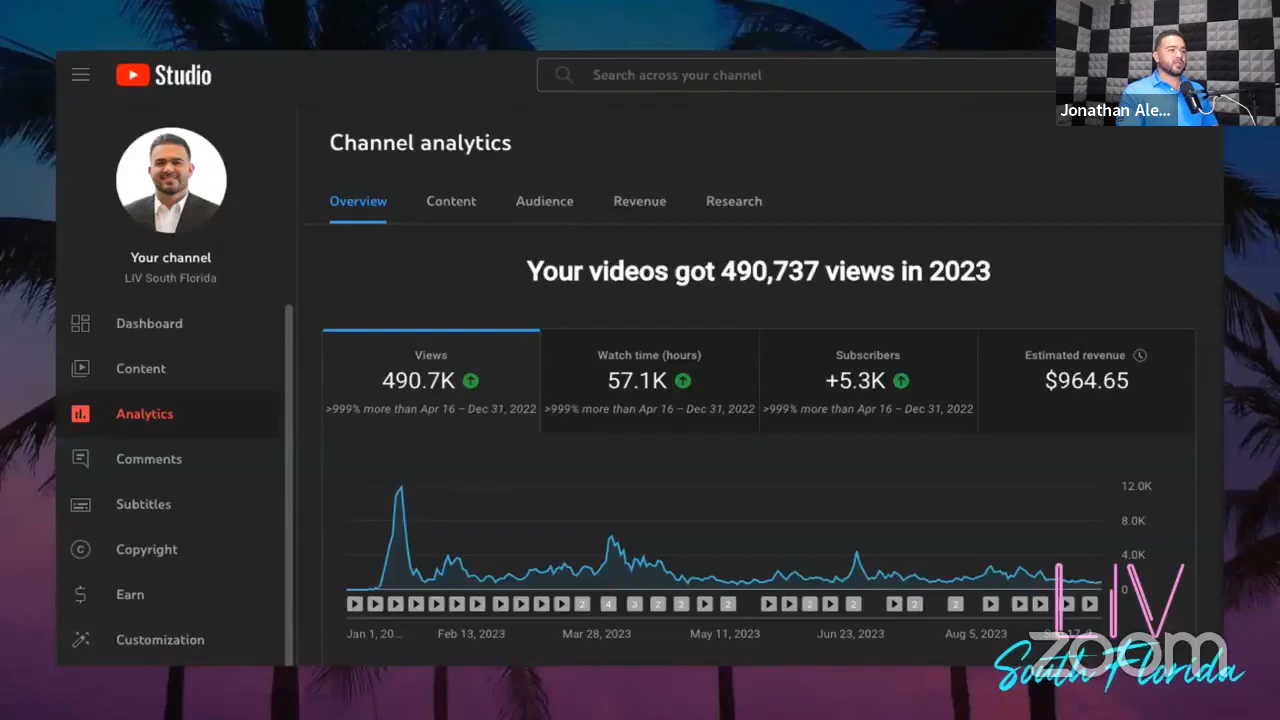 Studio
Search across your channel
Jonathan Ale...
Channel analytics
Overview
Content
Audience
Revenue
Research
Your channel
LIV South Florida
Your videos got 490,737 views in 2023
Dashboard
Content
Analytics
Comments
Subtitles
Copyright
Earn
Customization
Views
490.7K
>999% more than Apr 16 – Dec 31, 2022
Watch time (hours)
57.1K
>999% more than Apr 16 – Dec 31, 2022
Subscribers
+5.3K
>999% more than Apr 16 – Dec 31, 2022
Estimated revenue
$964.65
12.0K
8.0K
4.0K
0
2 4 3 2 2 2 2 2 2 2
Jan 1, 20...
Feb 13, 2023
Mar 28, 2023
May 11, 2023
Jun 23, 2023
Aug 5, 2023
LIV
South Florida
zoom